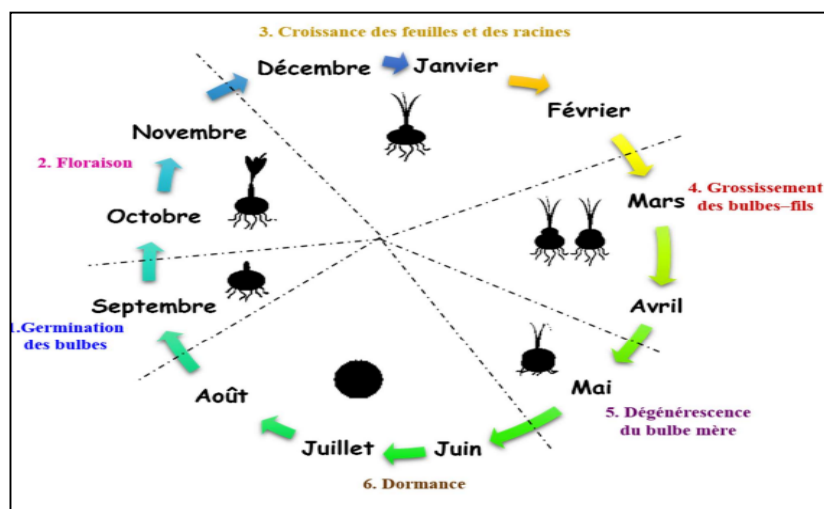 3. Croissance des feuilles et des racines
Décembre
Janvier
Février
Novembre
2. Floraison
Mars
4. Grossissement
des bulbes–fils
Octobre
Septembre
Avril
1.Germination
des bulbes
Mai
Août
5. Dégénérescence
du bulbe mère
Juillet
Juin
6. Dormance